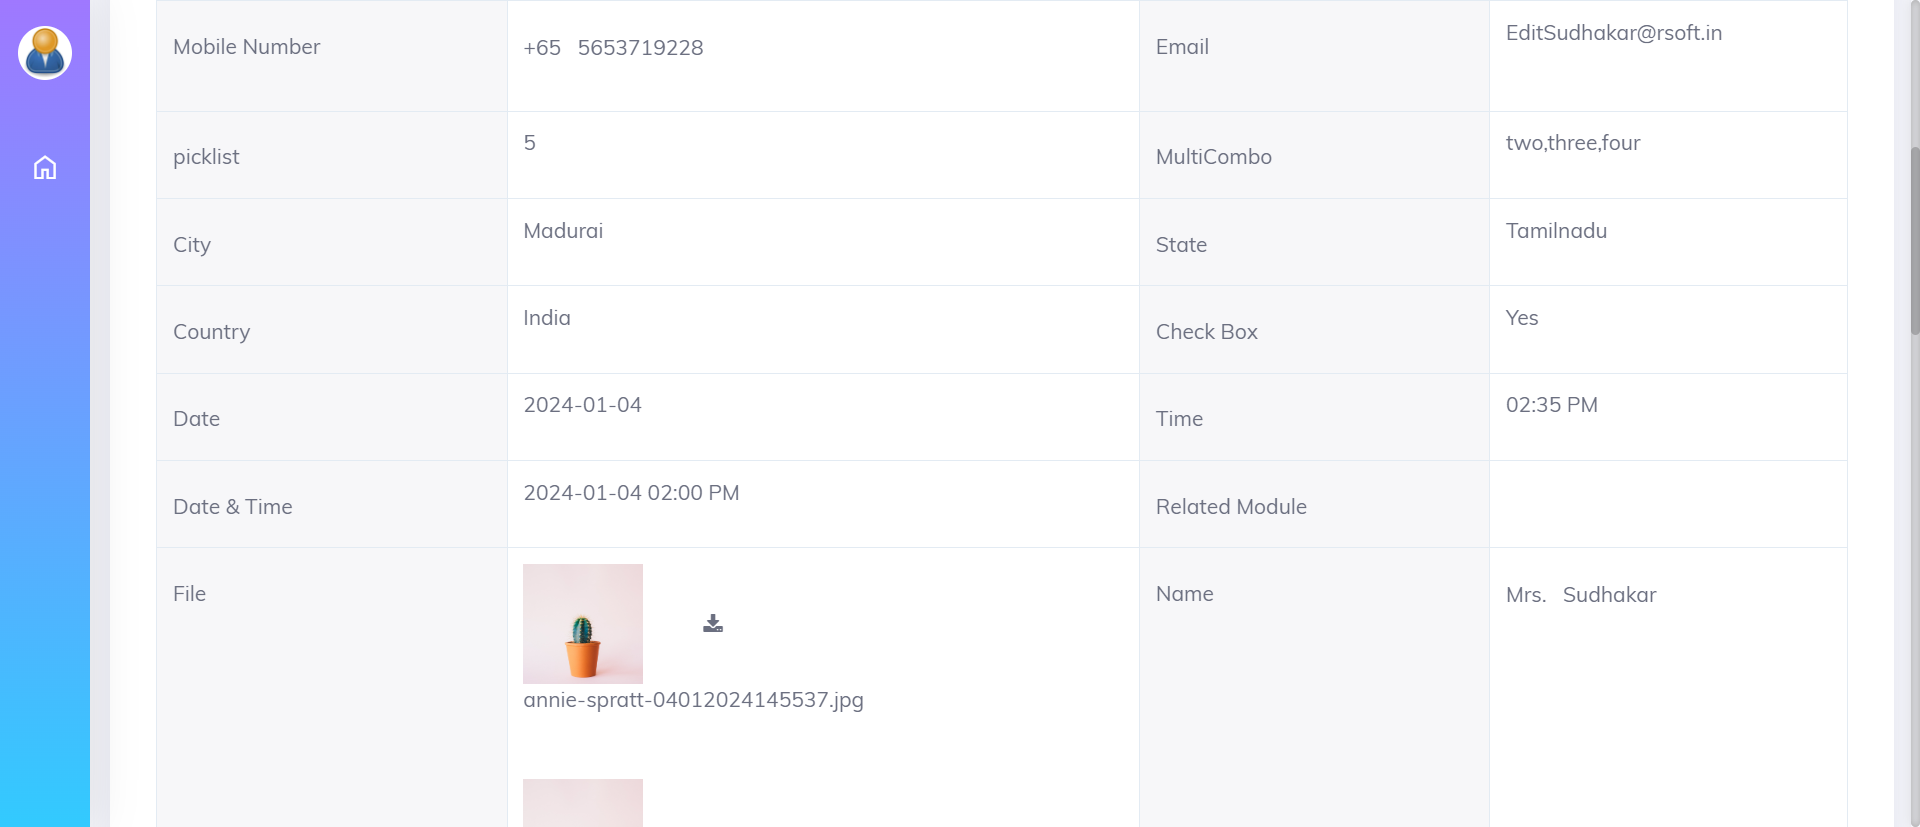 Mobile Number +65 5653719228 Email EditSudhakar@rsoft.in
picklist 5 MultiCombo two,three,four
City Madurai State Tamilnadu
Country India Check Box Yes
Date 2024-01-04 Time 02:35 PM
Date & Time 2024-01-04 02:00 PM Related Module
File Name Mrs. Sudhakar
annie-spratt-04012024145537.jpg